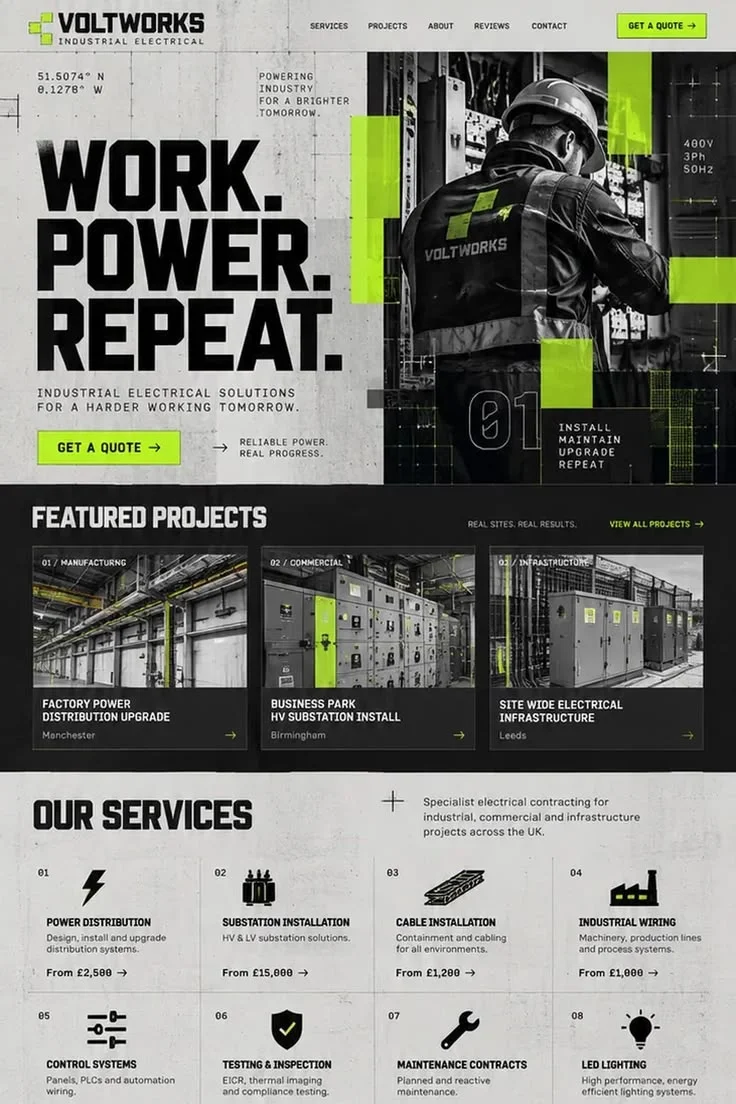 VOLTWORKS
INDUSTRIAL ELECTRICAL
SERVICES
PROJECTS
ABOUT
REVIEWS
CONTACT
GET A QUOTE →
51.5074° N
0.1278° W
POWERING
INDUSTRY
FOR A BRIGHTER
TOMORROW.
400V
3Ph
50Hz
WORK.
POWER.
REPEAT.
VOLTWORKS
INDUSTRIAL ELECTRICAL SOLUTIONS
FOR A HARDER WORKING TOMORROW.
GET A QUOTE →
→ RELIABLE POWER.
REAL PROGRESS.
01
INSTALL
MAINTAIN
UPGRADE
REPEAT
FEATURED PROJECTS
REAL SITES. REAL RESULTS.
VIEW ALL PROJECTS →
01 / MANUFACTURNG
FACTORY POWER
DISTRIBUTION UPGRADE
Manchester →
02 / COMMERCIAL
BUSINESS PARK
HV SUBSTATION INSTALL
Birmingham →
03 / INFRASTRUCTURE
SITE WIDE ELECTRICAL
INFRASTRUCTURE
Leeds →
OUR SERVICES
Specialist electrical contracting for
industrial, commercial and infrastructure
projects across the UK.
01
POWER DISTRIBUTION
Design, install and upgrade
distribution systems.
From £2,500 →
02
SUBSTATION INSTALLATION
HV & LV substation solutions.
From £15,000 →
03
CABLE INSTALLATION
Containment and cabling
for all environments.
From £1,200 →
04
INDUSTRIAL WIRING
Machinery, production lines
and process systems.
From £1,000 →
05
CONTROL SYSTEMS
Panels, PLCs and automation
wiring.
06
TESTING & INSPECTION
EICR, thermal imaging
and compliance testing.
07
MAINTENANCE CONTRACTS
Planned and reactive
maintenance.
08
LED LIGHTING
High performance, energy
efficient lighting systems.